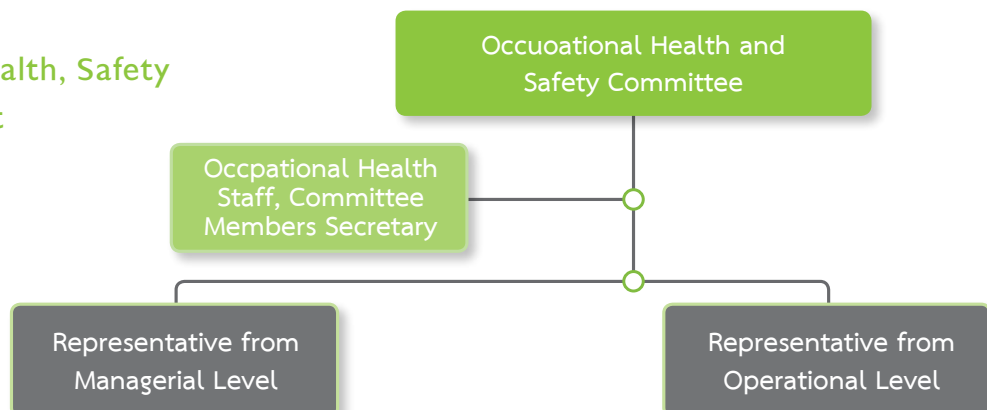 Occuoational Health and
Safety Committee
alth, Safety
Occpational Health
Staff, Committee
Members Secretary
Representative from
Managerial Level
Representative from
Operational Level